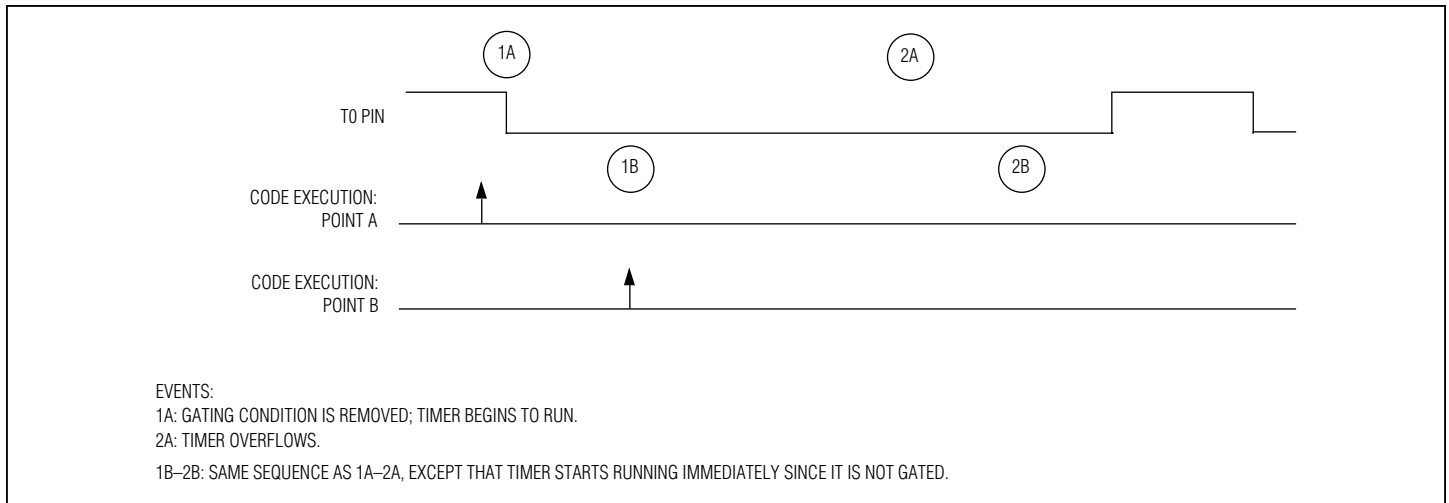 1A
2A
T0 PIN
1B
2B
CODE EXECUTION:
POINT A
CODE EXECUTION:
POINT B
EVENTS:
1A: GATING CONDITION IS REMOVED; TIMER BEGINS TO RUN.
2A: TIMER OVERFLOWS.
1B–2B: SAME SEQUENCE AS 1A–2A, EXCEPT THAT TIMER STARTS RUNNING IMMEDIATELY SINCE IT IS NOT GATED.